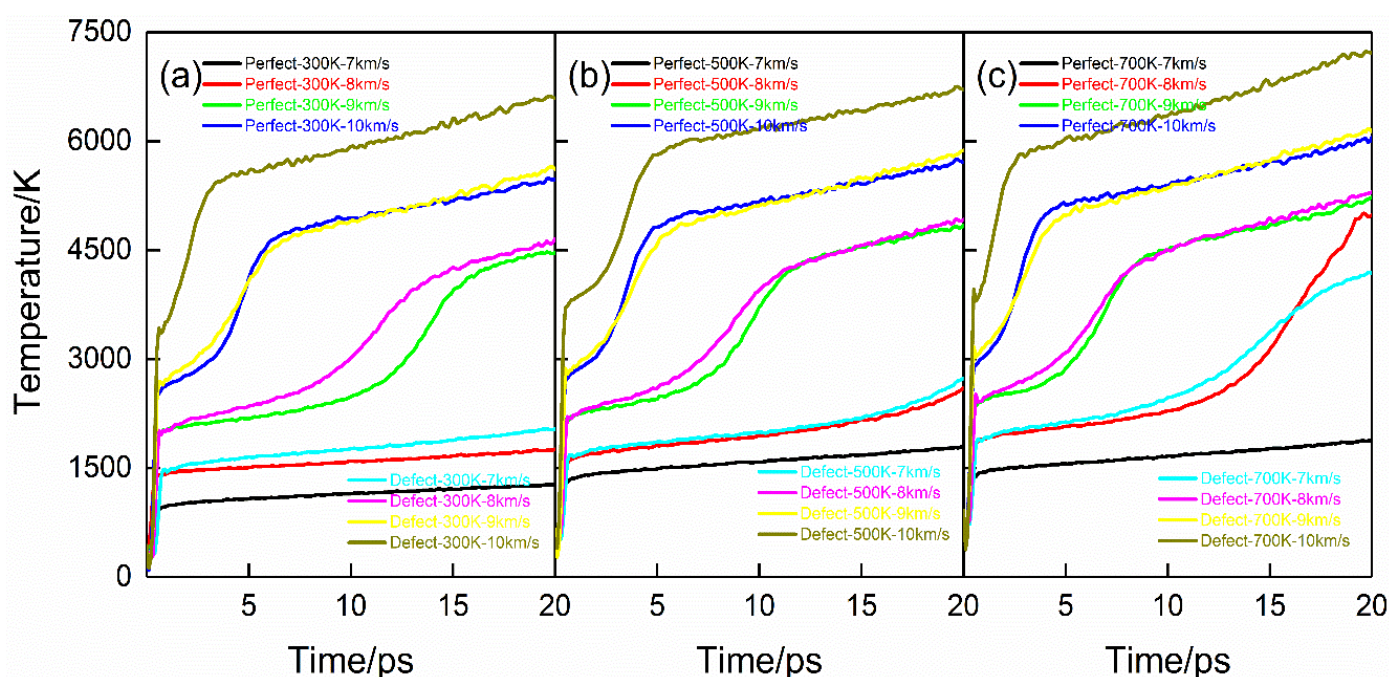 7500
6000
4500
3000
1500
0
Temperature/K
(a)
Perfect-300K-7km/s
Perfect-300K-8km/s
Perfect-300K-9km/s
Perfect-300K-10km/s
Defect-300K-7km/s
Defect-300K-8km/s
Defect-300K-9km/s
Defect-300K-10km/s
5 10 15 20
Time/ps
(b)
Perfect-500K-7km/s
Perfect-500K-8km/s
Perfect-500K-9km/s
Perfect-500K-10km/s
Defect-500K-7km/s
Defect-500K-8km/s
Defect-500K-9km/s
Defect-500K-10km/s
5 10 15 20
Time/ps
(c)
Perfect-700K-7km/s
Perfect-700K-8km/s
Perfect-700K-9km/s
Perfect-700K-10km/s
Defect-700K-7km/s
Defect-700K-8km/s
Defect-700K-9km/s
Defect-700K-10km/s
5 10 15 20
Time/ps